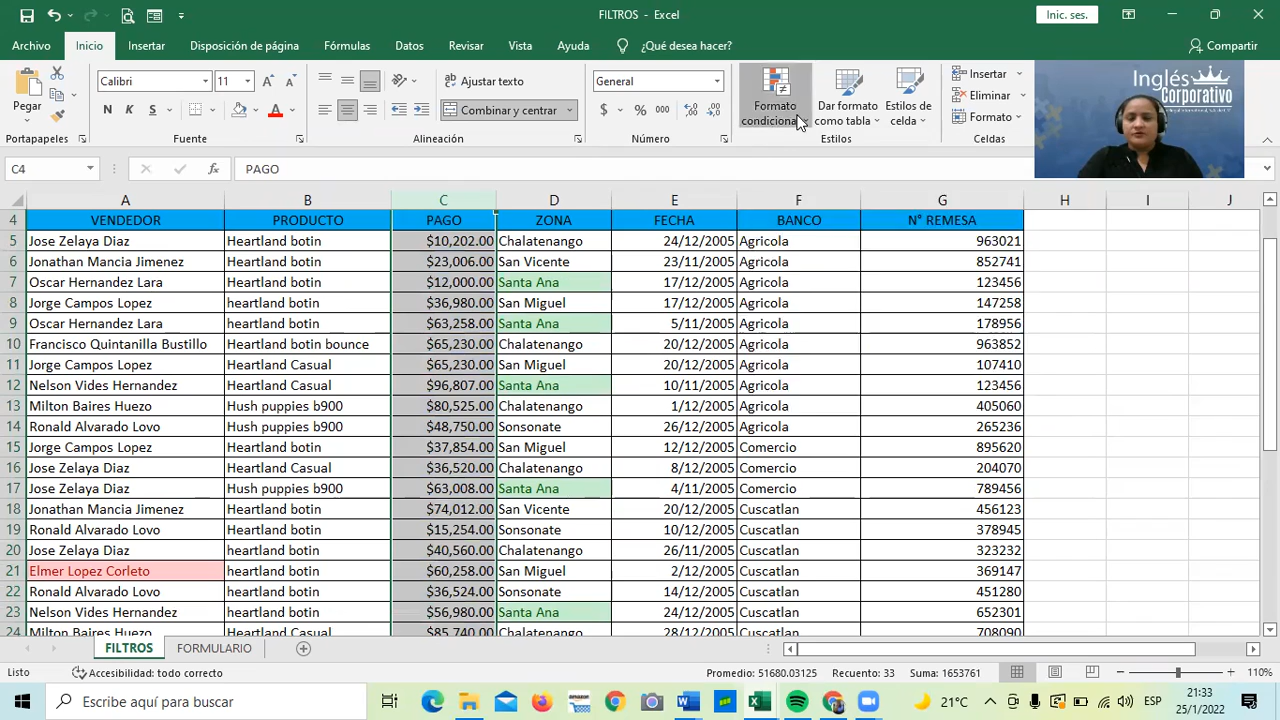 FILTROS - Excel
Inic. ses.
Archivo Inicio Insertar Disposición de página Fórmulas Datos Revisar Vista Ayuda ¿Qué desea hacer? Compartir
Pegar
Calibri 11
N K S
Ajustar texto
Combinar y centrar
General
$ % 000
Formato condicional
Dar formato como tabla
Estilos de celda
Insertar
Eliminar
Formato
Inglés
Corporativo
Portapapeles Fuente Alineación Número Estilos Celdas
C4 fx PAGO
A B C D E F G H I J
4 VENDEDOR PRODUCTO PAGO ZONA FECHA BANCO N° REMESA
5 Jose Zelaya Diaz Heartland botin $10,202.00 Chalatenango 24/12/2005 Agricola 963021
6 Jonathan Mancia Jimenez Heartland botin $23,006.00 San Vicente 23/11/2005 Agricola 852741
7 Oscar Hernandez Lara Heartland botin $12,000.00 Santa Ana 17/12/2005 Agricola 123456
8 Jorge Campos Lopez heartland botin $36,980.00 San Miguel 17/12/2005 Agricola 147258
9 Oscar Hernandez Lara heartland botin $63,258.00 Santa Ana 5/11/2005 Agricola 178956
10 Francisco Quintanilla Bustillo Heartland botin bounce $65,230.00 Chalatenango 20/12/2005 Agricola 963852
11 Jorge Campos Lopez Heartland Casual $65,230.00 San Miguel 20/12/2005 Agricola 107410
12 Nelson Vides Hernandez Heartland Casual $96,807.00 Santa Ana 10/11/2005 Agricola 123456
13 Milton Baires Huezo Hush puppies b900 $80,525.00 Chalatenango 1/12/2005 Agricola 405060
14 Ronald Alvarado Lovo Hush puppies b900 $48,750.00 Sonsonate 26/12/2005 Agricola 265236
15 Jorge Campos Lopez Heartland botin $37,854.00 San Miguel 12/12/2005 Comercio 895620
16 Jose Zelaya Diaz Heartland Casual $36,520.00 Chalatenango 8/12/2005 Comercio 204070
17 Jose Zelaya Diaz Hush puppies b900 $63,008.00 Santa Ana 4/11/2005 Comercio 789456
18 Jonathan Mancia Jimenez Heartland botin $74,012.00 San Vicente 20/12/2005 Cuscatlan 456123
19 Ronald Alvarado Lovo Heartland botin $15,254.00 Sonsonate 10/12/2005 Cuscatlan 378945
20 Jose Zelaya Diaz heartland botin $40,560.00 Chalatenango 26/11/2005 Cuscatlan 323232
21 Elmer Lopez Corleto heartland botin $60,258.00 San Miguel 2/12/2005 Cuscatlan 369147
22 Ronald Alvarado Lovo heartland botin $36,524.00 Sonsonate 14/12/2005 Cuscatlan 451280
23 Nelson Vides Hernandez heartland botin $56,980.00 Santa Ana 24/12/2005 Cuscatlan 652301
24 Milton Baires Huezo Heartland Casual $85,740.00 Chalatenango 28/12/2005 Cuscatlan 708090
FILTROS FORMULARIO
Listo Accesibilidad: todo correcto Promedio: 51680.03125 Recuento: 33 Suma: 1653761 110%
Escribe aquí para buscar 21°C ESP 21:33
25/1/2022